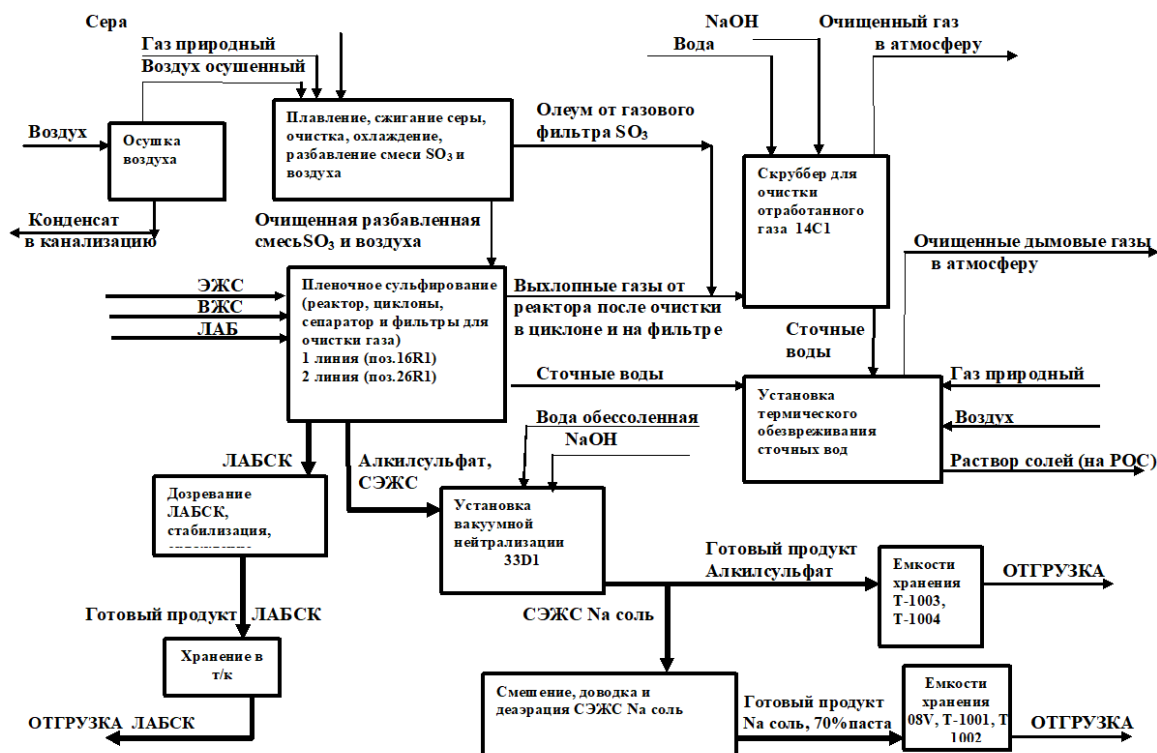 Сера
Газ природный
Воздух осушенный
NaOH
Вода
Очищенный газ
в атмосферу
Воздух
Осушка
воздуха
Плавление, сжигание серы,
очистка, охлаждение,
разбавление смеси SO3 и
воздуха
Олеум от газового
фильтра SO3
Скруббер для
очистки
отработанного
газа 14С1
Конденсат
в канализацию
Очищенная разбавленная
смесьSO3 и воздуха
Очищенные дымовые газы
в атмосферу
ЭЖС
ВЖС
ЛАБ
Пленочное сульфирование
(реактор, циклоны,
сепаратор и фильтры для
очистки газа)
1 линия (поз.16R1)
2 линия (поз.26R1)
Выхлопные газы от
реактора после очистки
в циклоне и на фильтре
Сточные
воды
Сточные воды
Установка
термического
обезвреживания
сточных вод
Газ природный
Воздух
Раствор солей (на РОС)
Вода обессоленная
NaOH
ЛАБСК
Алкилсульфат,
СЭЖС
Дозревание
ЛАБСК,
стабилизация,
Установка
вакуумной
нейтрализации
33D1
Готовый продукт
Алкилсульфат
Емкости
хранения
Т-1003,
Т-1004
ОТГРУЗКА
Готовый продукт ЛАБСК
СЭЖС Na соль
Хранение в
т/к
ОТГРУЗКА ЛАБСК
Смешение, доводка и
деаэрация СЭЖС Na соль
Готовый продукт
Na соль, 70%паста
Емкости
хранения
08V, Т-1001, Т
1002
ОТГРУЗКА